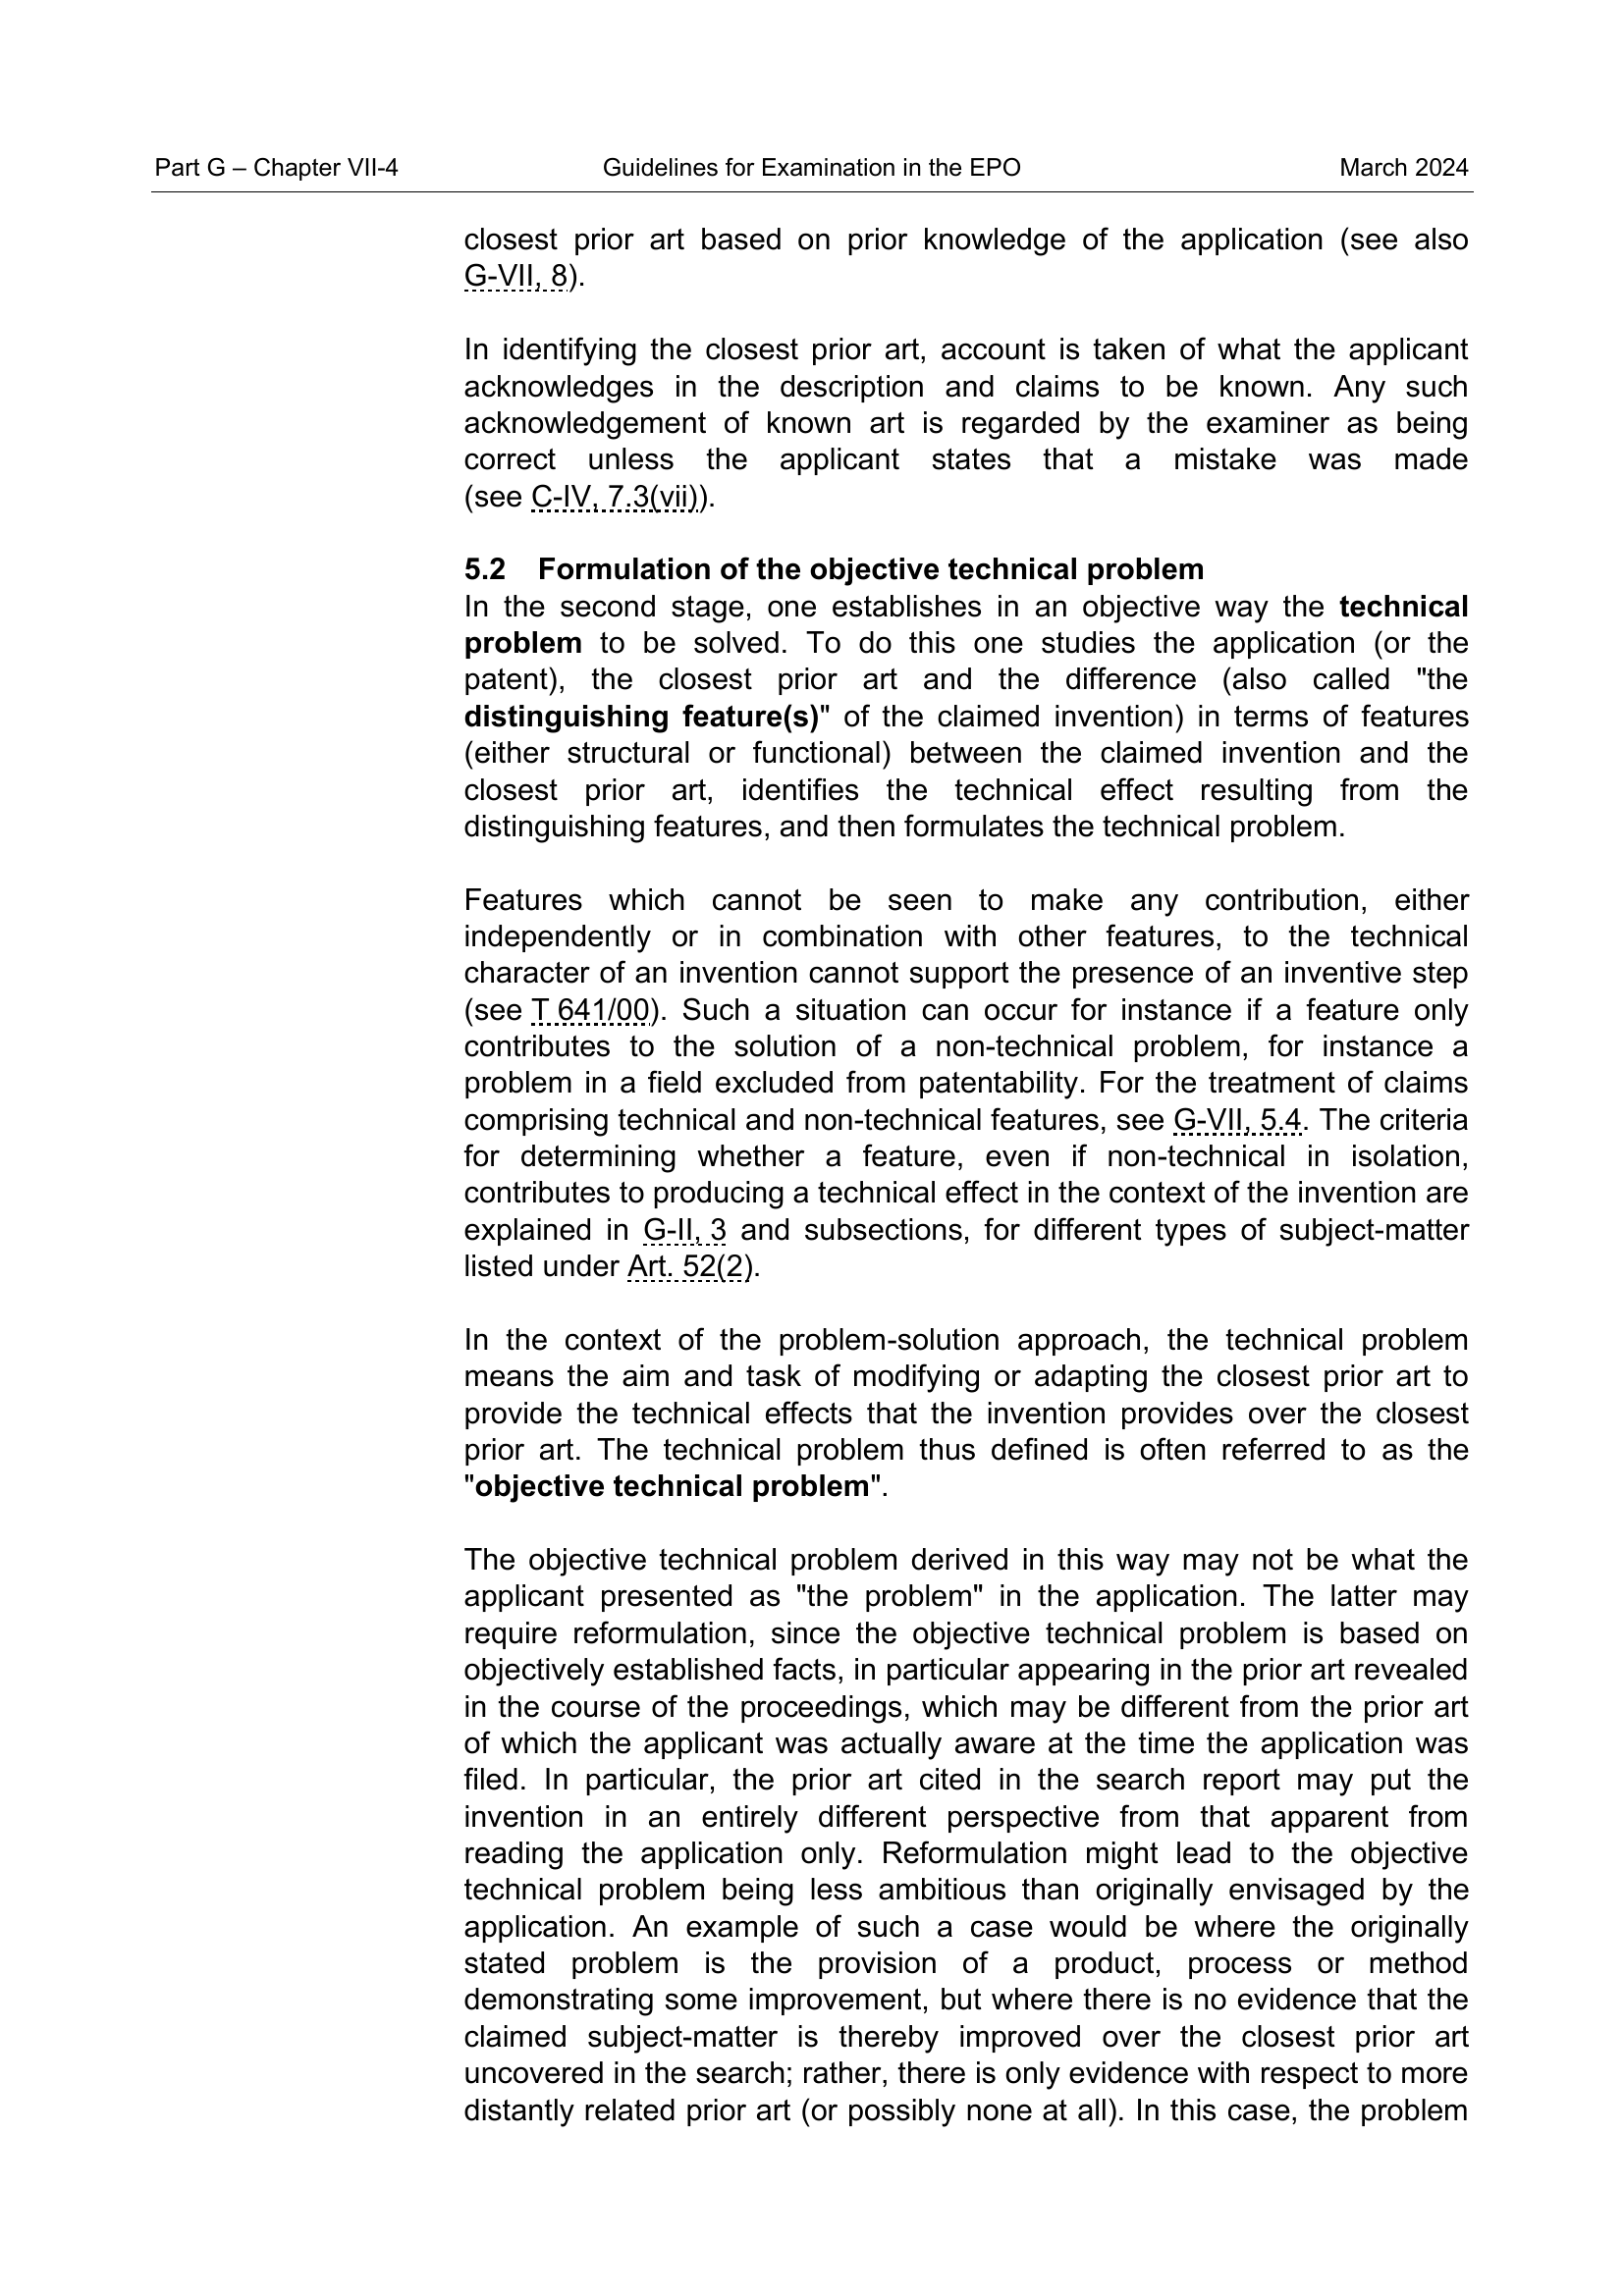 Part G – Chapter VII-4 Guidelines for Examination in the EPO March 2024
closest prior art based on prior knowledge of the application (see also
G-VII, 8).
In identifying the closest prior art, account is taken of what the applicant
acknowledges in the description and claims to be known. Any such
acknowledgement of known art is regarded by the examiner as being
correct unless the applicant states that a mistake was made
(see C-IV, 7.3(vii)).
5.2 Formulation of the objective technical problem
In the second stage, one establishes in an objective way the technical
problem to be solved. To do this one studies the application (or the
patent), the closest prior art and the difference (also called "the
distinguishing feature(s)" of the claimed invention) in terms of features
(either structural or functional) between the claimed invention and the
closest prior art, identifies the technical effect resulting from the
distinguishing features, and then formulates the technical problem.
Features which cannot be seen to make any contribution, either
independently or in combination with other features, to the technical
character of an invention cannot support the presence of an inventive step
(see T 641/00). Such a situation can occur for instance if a feature only
contributes to the solution of a non-technical problem, for instance a
problem in a field excluded from patentability. For the treatment of claims
comprising technical and non-technical features, see G-VII, 5.4. The criteria
for determining whether a feature, even if non-technical in isolation,
contributes to producing a technical effect in the context of the invention are
explained in G-II, 3 and subsections, for different types of subject-matter
listed under Art. 52(2).
In the context of the problem-solution approach, the technical problem
means the aim and task of modifying or adapting the closest prior art to
provide the technical effects that the invention provides over the closest
prior art. The technical problem thus defined is often referred to as the
"objective technical problem".
The objective technical problem derived in this way may not be what the
applicant presented as "the problem" in the application. The latter may
require reformulation, since the objective technical problem is based on
objectively established facts, in particular appearing in the prior art revealed
in the course of the proceedings, which may be different from the prior art
of which the applicant was actually aware at the time the application was
filed. In particular, the prior art cited in the search report may put the
invention in an entirely different perspective from that apparent from
reading the application only. Reformulation might lead to the objective
technical problem being less ambitious than originally envisaged by the
application. An example of such a case would be where the originally
stated problem is the provision of a product, process or method
demonstrating some improvement, but where there is no evidence that the
claimed subject-matter is thereby improved over the closest prior art
uncovered in the search; rather, there is only evidence with respect to more
distantly related prior art (or possibly none at all). In this case, the problem